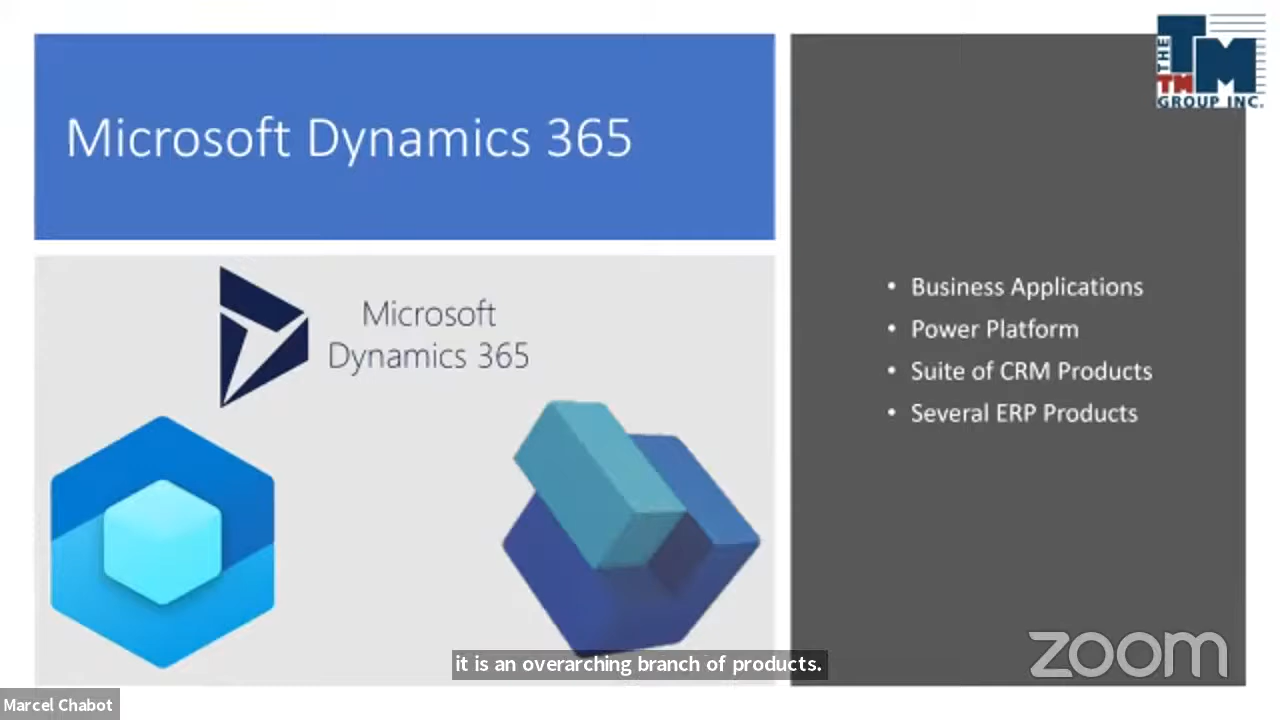 THE
TM
TM
GROUP INC.
Microsoft Dynamics 365
Microsoft
Dynamics 365
• Business Applications
• Power Platform
• Suite of CRM Products
• Several ERP Products
zoom
it is an overarching branch of products.
Marcel Chabot